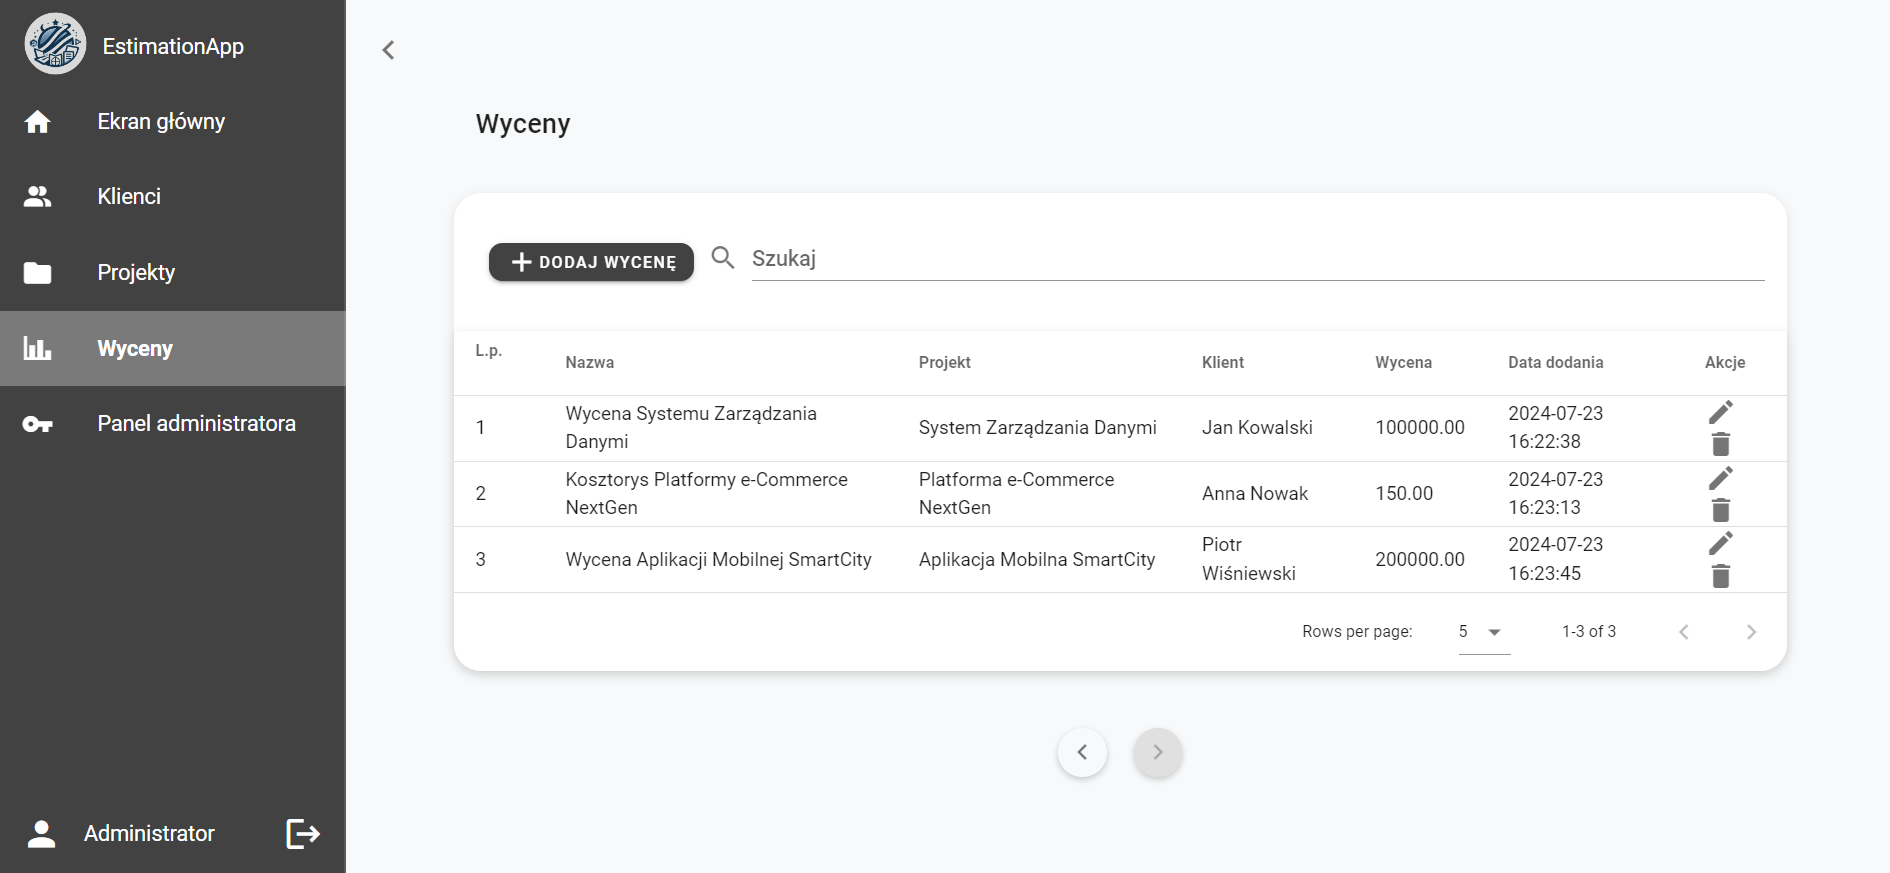 EstimationApp
Ekran główny
Klienci
Projekty
Wyceny
Panel administratora
Administrator
Wyceny
DODAJ WYCENĘ
Szukaj
L.p. Nazwa Projekt Klient Wycena Data dodania Akcje
1 Wycena Systemu Zarządzania Danymi System Zarządzania Danymi Jan Kowalski 100000.00 2024-07-23 16:22:38
2 Kosztorys Platformy e-Commerce NextGen Platforma e-Commerce NextGen Anna Nowak 150.00 2024-07-23 16:23:13
3 Wycena Aplikacji Mobilnej SmartCity Aplikacja Mobilna SmartCity Piotr Wiśniewski 200000.00 2024-07-23 16:23:45
Rows per page: 5 1-3 of 3